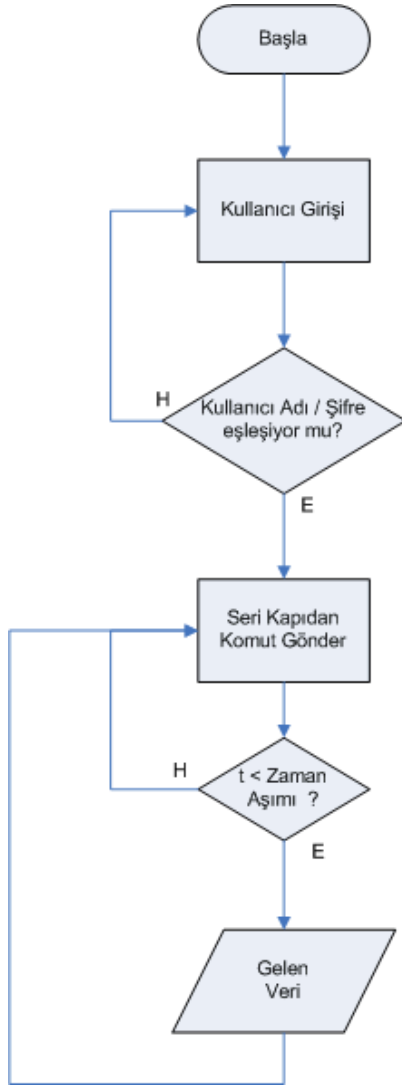 Başla
Kullanıcı Girişi
H
Kullanıcı Adı / Şifre
eşleşiyor mu?
E
Seri Kapıdan
Komut Gönder
H
t < Zaman
Aşımı ?
E
Gelen
Veri